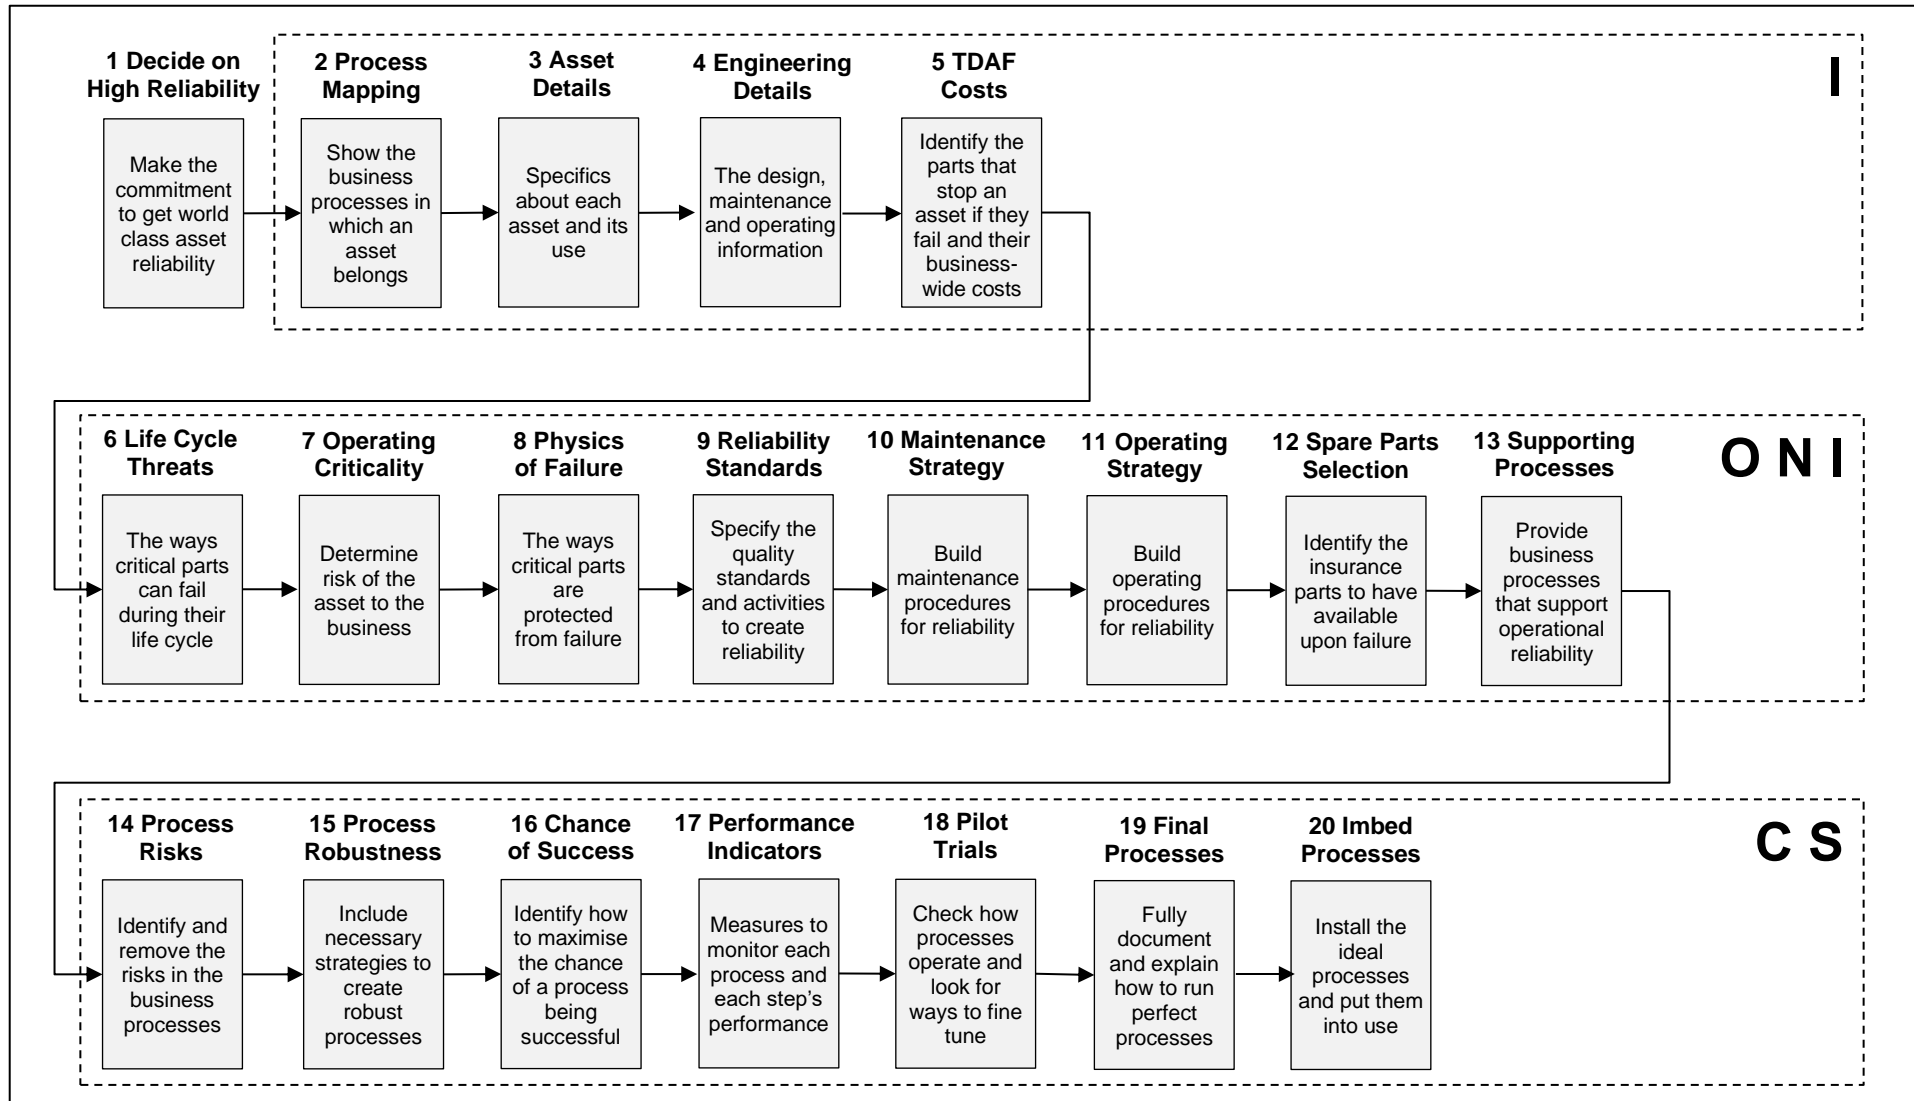 1 Decide on
High Reliability
Make the
commitment
to get world
class asset
reliability
2 Process
Mapping
Show the
business
processes in
which an
asset
belongs
3 Asset
Details
Specifics
about each
asset and its
use
4 Engineering
Details
The design,
maintenance
and operating
information
5 TDAF
Costs
Identify the
parts that
stop an
asset if they
fail and their
business-
wide costs
I
6 Life Cycle
Threats
The ways
critical parts
can fail
during their
life cycle
7 Operating
Criticality
Determine
risk of the
asset to the
business
8 Physics
of Failure
The ways
critical parts
are
protected
from failure
9 Reliability
Standards
Specify the
quality
standards
and activities
to create
reliability
10 Maintenance
Strategy
Build
maintenance
procedures
for reliability
11 Operating
Strategy
Build
operating
procedures
for reliability
12 Spare Parts
Selection
Identify the
insurance
parts to have
available
upon failure
13 Supporting
Processes
Provide
business
processes
that support
operational
reliability
O N I
14 Process
Risks
Identify and
remove the
risks in the
business
processes
15 Process
Robustness
Include
necessary
strategies to
create
robust
processes
16 Chance
of Success
Identify how
to maximise
the chance
of a process
being
successful
17 Performance
Indicators
Measures to
monitor each
process and
each step’s
performance
18 Pilot
Trials
Check how
processes
operate and
look for
ways to fine
tune
19 Final
Processes
Fully
document
and explain
how to run
perfect
processes
20 Imbed
Processes
Install the
ideal
processes
and put them
into use
C S